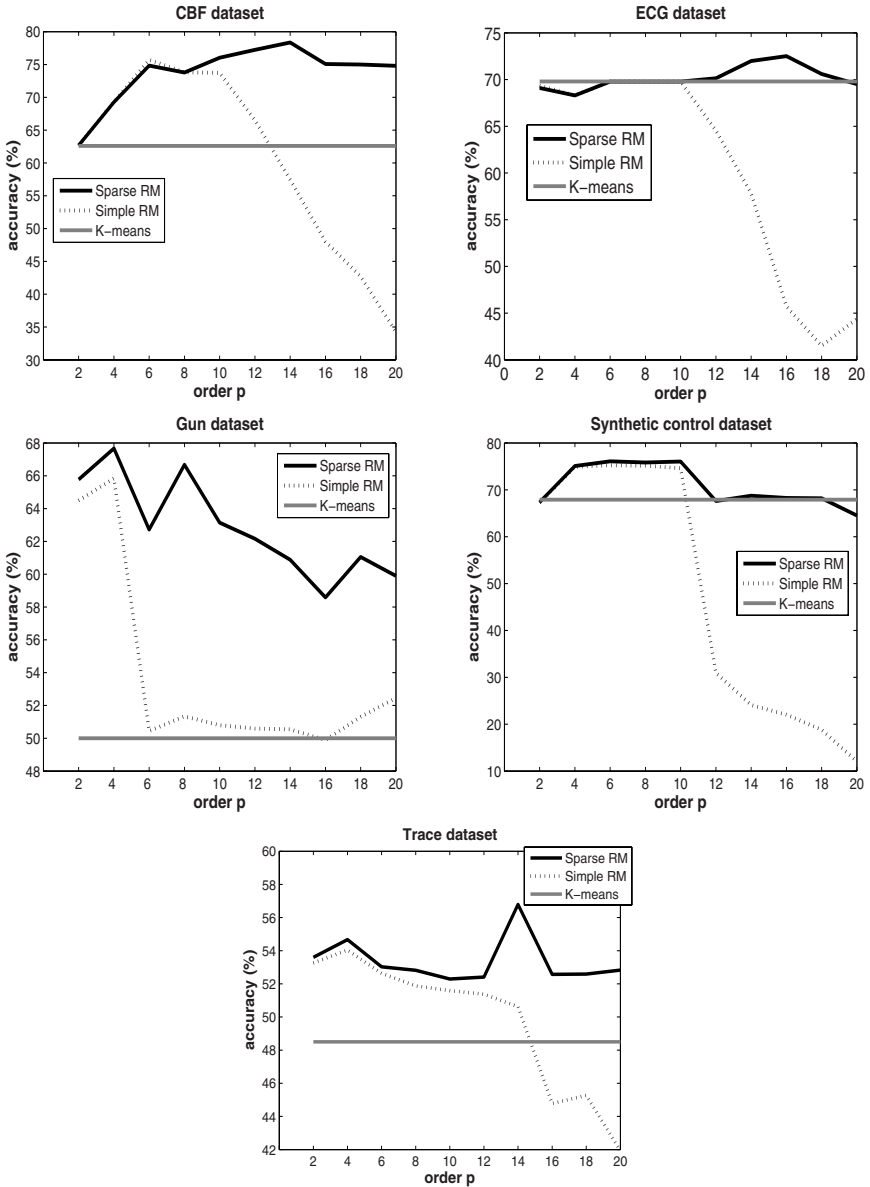 CBF dataset
80
75
70
65
60
55
50
45
40
35
30
accuracy (%)
Sparse RM
Simple RM
K−means
2 4 6 8 10 12 14 16 18 20
order p
ECG dataset
75
70
65
60
55
50
45
40
accuracy (%)
Sparse RM
Simple RM
K−means
0 2 4 6 8 10 12 14 16 18 20
order p
Gun dataset
68
66
64
62
60
58
56
54
52
50
48
accuracy (%)
Sparse RM
Simple RM
K−means
2 4 6 8 10 12 14 16 18 20
order p
Synthetic control dataset
80
70
60
50
40
30
20
10
accuracy (%)
Sparse RM
Simple RM
K−means
2 4 6 8 10 12 14 16 18 20
order p
Trace dataset
60
58
56
54
52
50
48
46
44
42
accuracy (%)
Sparse RM
Simple RM
K−means
2 4 6 8 10 12 14 16 18 20
order p